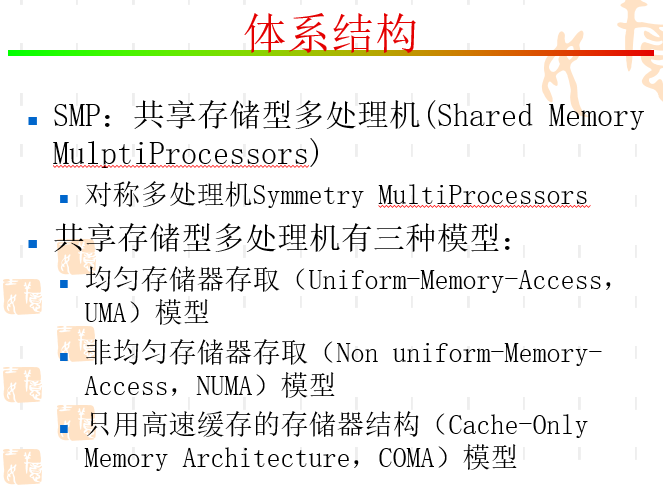 体系结构
SMP：共享存储型多处理机(Shared Memory
MulptiProcessors)
对称多处理机Symmetry MultiProcessors
共享存储型多处理机有三种模型：
均匀存储器存取（Uniform-Memory-Access，
UMA）模型
非均匀存储器存取（Non uniform-Memory-
Access，NUMA）模型
只用高速缓存的存储器结构（Cache-Only
Memory Architecture，COMA）模型